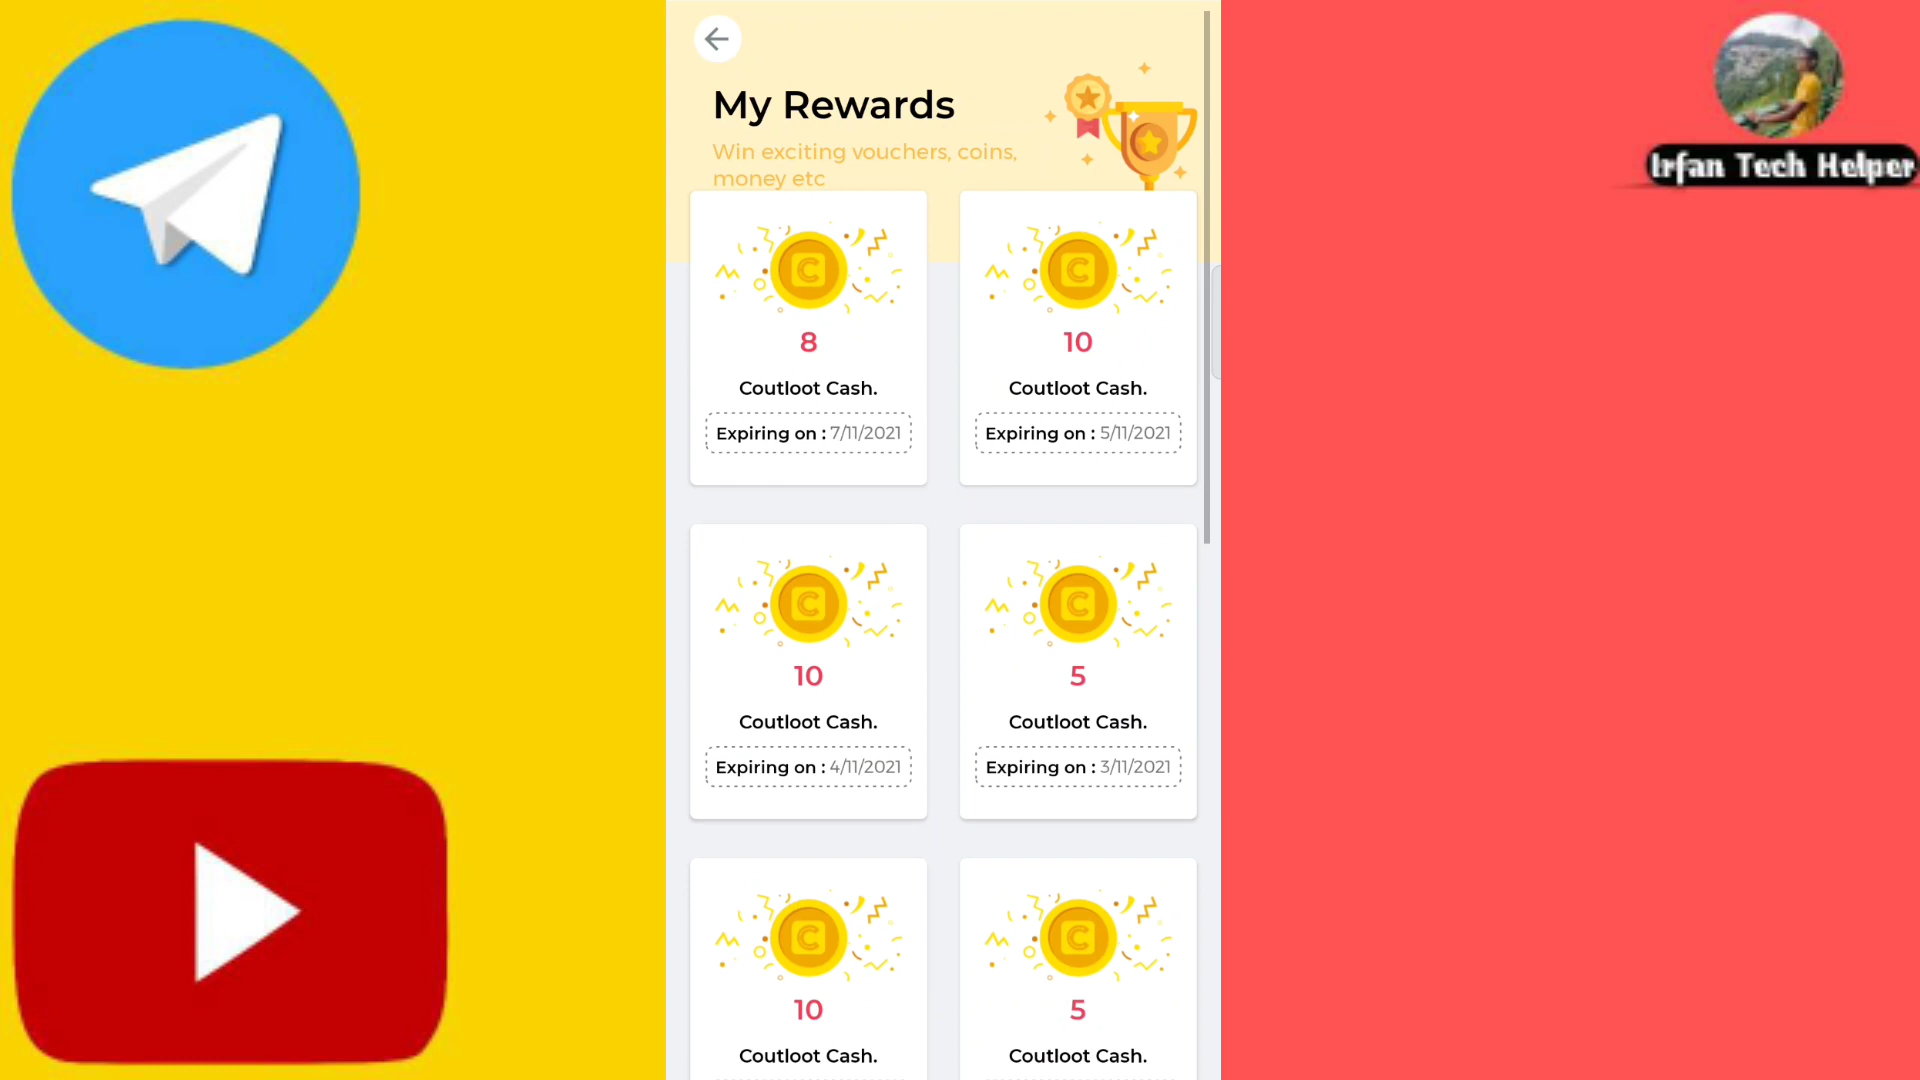 My Rewards
Win exciting vouchers, coins,
money etc
Irfan Tech Helper
8
Coutloot Cash.
Expiring on : 7/11/2021
10
Coutloot Cash.
Expiring on : 5/11/2021
10
Coutloot Cash.
Expiring on : 4/11/2021
5
Coutloot Cash.
Expiring on : 3/11/2021
10
Coutloot Cash.
5
Coutloot Cash.